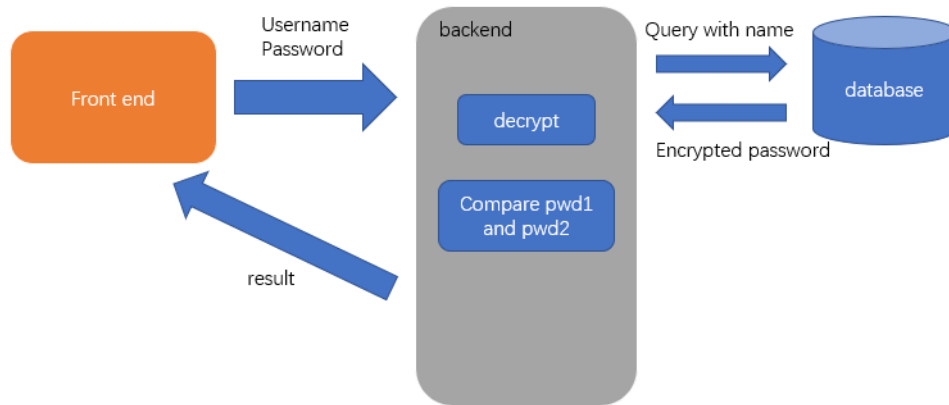 Username
Password
Front end
result
backend
decrypt
Compare pwd1
and pwd2
Query with name
Encrypted password
database